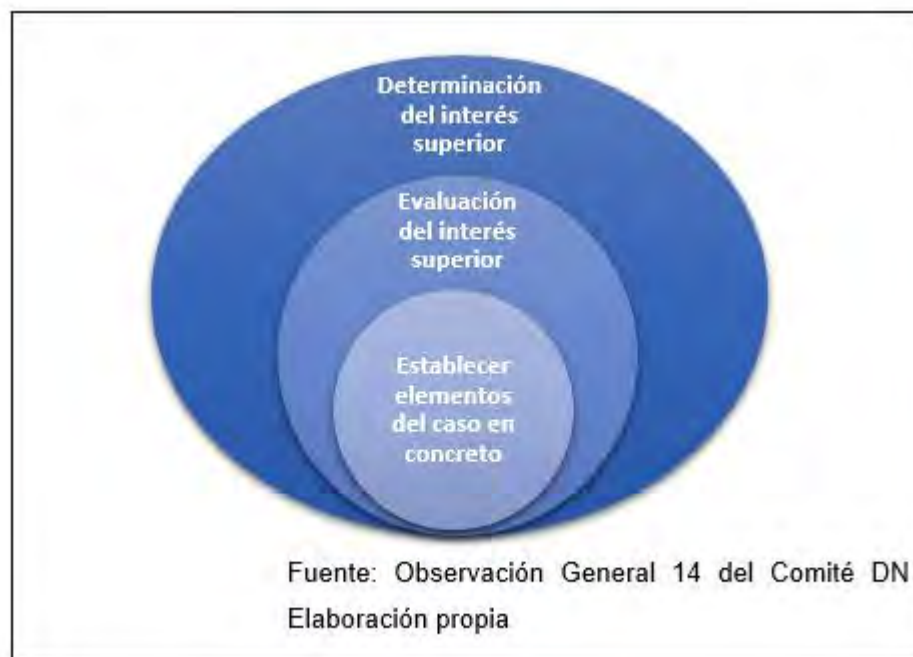 Determinación
del interés
superior
Evaluación
del interés
superior
Establecer
elementos
del caso en
concreto
Fuente: Observación General 14 del Comité DN
Elaboración propia